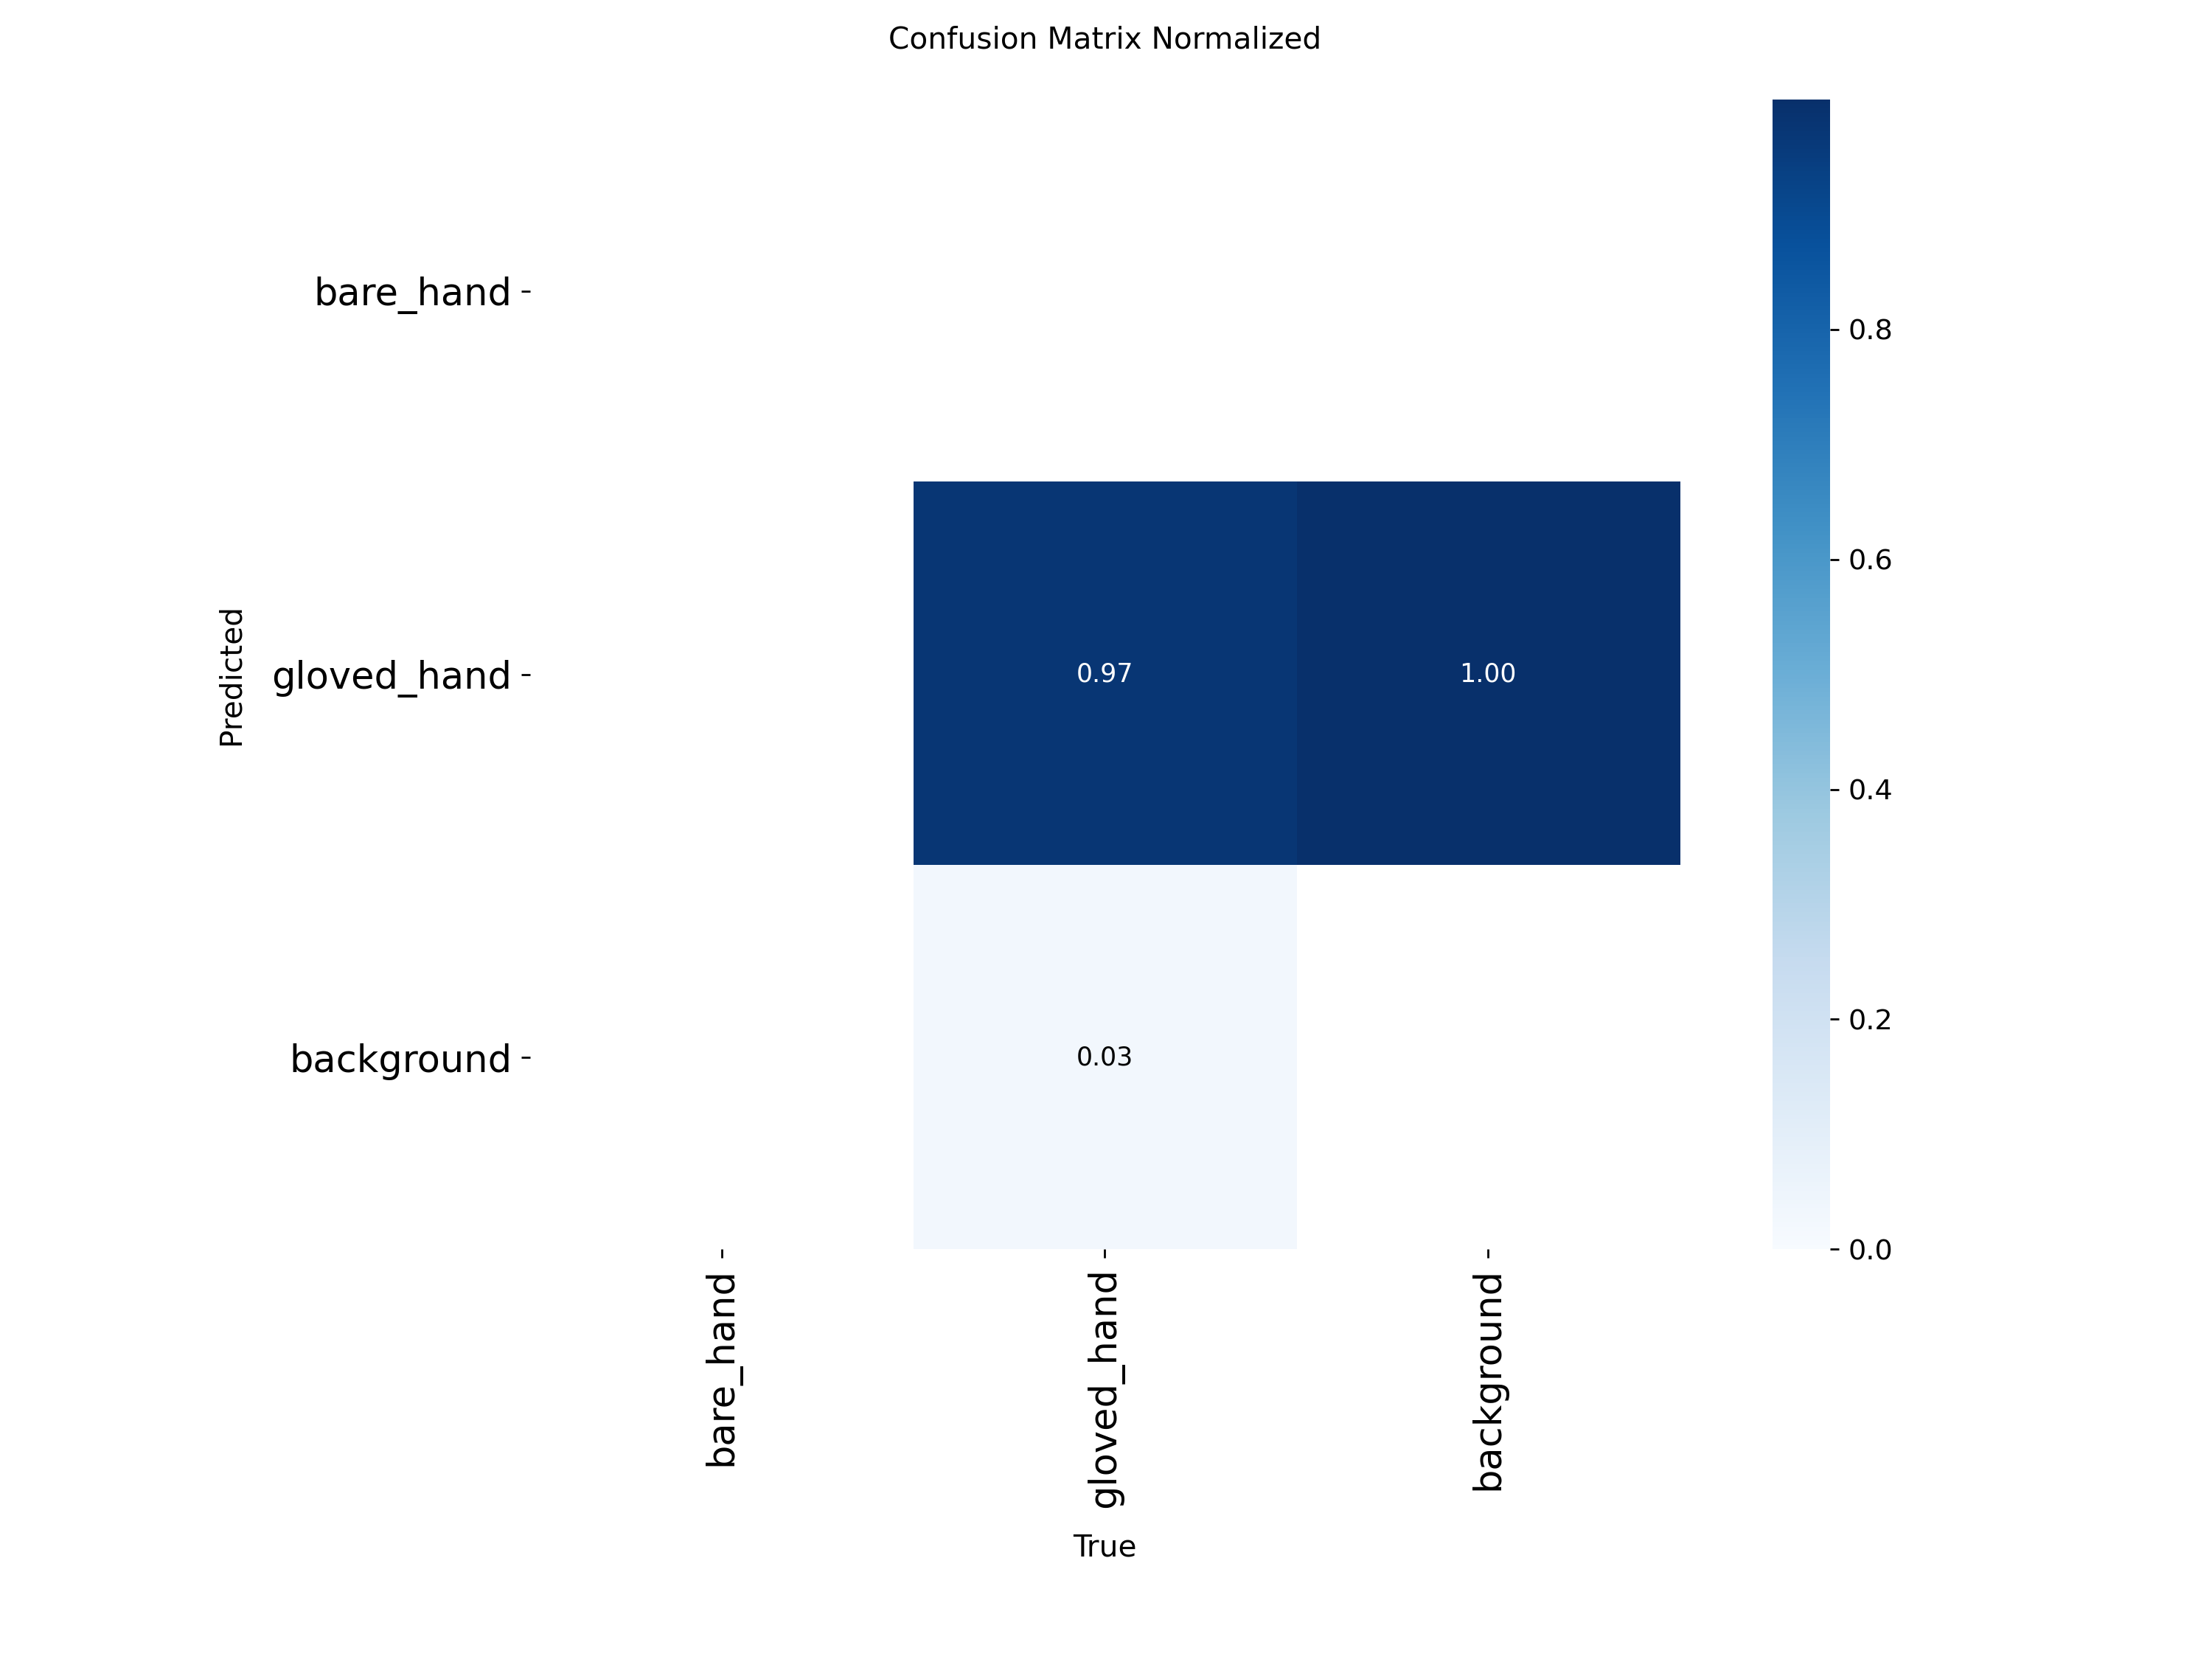 Confusion Matrix Normalized
Predicted
bare_hand
gloved_hand
background
0.97
1.00
0.03
bare_hand
gloved_hand
background
True
0.8
0.6
0.4
0.2
0.0